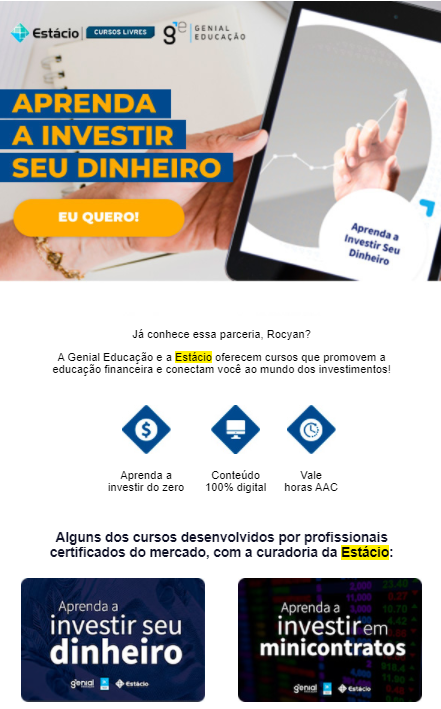 Estácio CURSOS LIVRES ge GENIAL EDUCAÇÃO
APRENDA
A INVESTIR
SEU DINHEIRO
EU QUERO!
Aprenda a
Investir Seu
Dinheiro
Já conhece essa parceria, Rocyan?
A Genial Educação e a Estácio oferecem cursos que promovem a
educação financeira e conectam você ao mundo dos investimentos!
Aprenda a
investir do zero
Conteúdo
100% digital
Vale
horas AAC
Alguns dos cursos desenvolvidos por profissionais
certificados do mercado, com a curadoria da Estácio:
Aprenda a
investir seu
dinheiro
genial Estácio
Aprenda a
investir em
minicontratos
genial Estácio